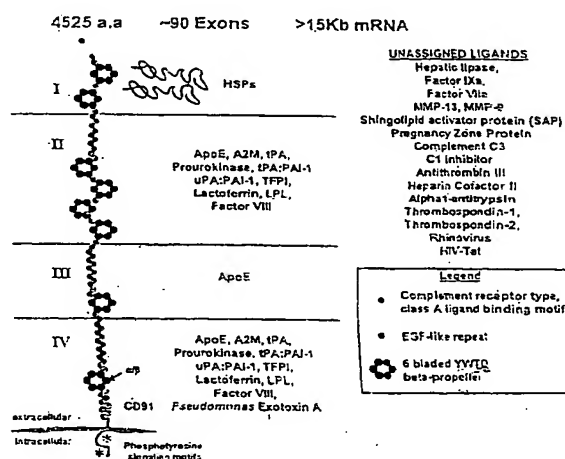 4525 a.a ~90 Exons >15Kb mRNA
I
HSPs
II
ApoE, A2M, tPA,
Prourokinase, tPA:PAI-1
uPA:PAI-1, TFPI,
Lactoferrin, LPL,
Factor VIII
III
ApoE
IV
ApoE, A2M, tPA,
Prourokinase, tPA:PAI-1
uPA:PAI-1, TFPI,
Lactoferrin, LPL,
Factor VIII,
Pseudomonas Exotoxin A
α/β
CD91
extracellular
intracellular
Phosphotyrosine
signaling motifs
UNASSIGNED LIGANDS
Hepatic lipase,
Factor IXa,
Factor VIIa
MMP-13, MMP-9
Shingolipid activator protein (SAP)
Pregnancy Zone Protein
Complement C3
C1 inhibitor
Antithrombin III
Heparin Cofactor II
Alpha1-antitrypsin
Thrombospondin-1,
Thrombospondin-2,
Rhinovirus
HIV-Tat
Legend
Complement receptor type,
class A ligand binding motif
EGF-like repeat
6 bladed YWTD
beta-propeller